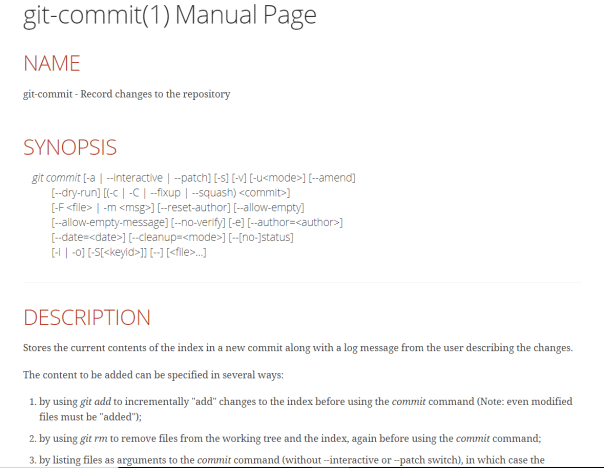 git-commit(1) Manual Page
NAME
git-commit - Record changes to the repository
SYNOPSIS
git commit [-a | --interactive | --patch] [-s] [-v] [-u<mode>] [--amend]
[--dry-run] [(-c | -C | --fixup | --squash) <commit>]
[-F <file> | -m <msg>] [--reset-author] [--allow-empty]
[--allow-empty-message] [--no-verify] [-e] [--author=<author>]
[--date=<date>] [--cleanup=<mode>] [--[no-]status]
[-i | -o] [-S[<keyid>]] [--] [<file>...]
DESCRIPTION
Stores the current contents of the index in a new commit along with a log message from the user describing the changes.
The content to be added can be specified in several ways:
1. by using git add to incrementally "add" changes to the index before using the commit command (Note: even modified
files must be "added");
2. by using git rm to remove files from the working tree and the index, again before using the commit command;
3. by listing files as arguments to the commit command (without --interactive or --patch switch), in which case the